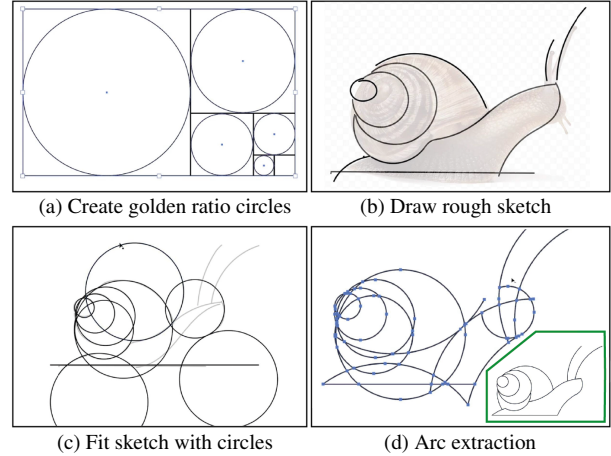 (a) Create golden ratio circles
(b) Draw rough sketch
(c) Fit sketch with circles
(d) Arc extraction